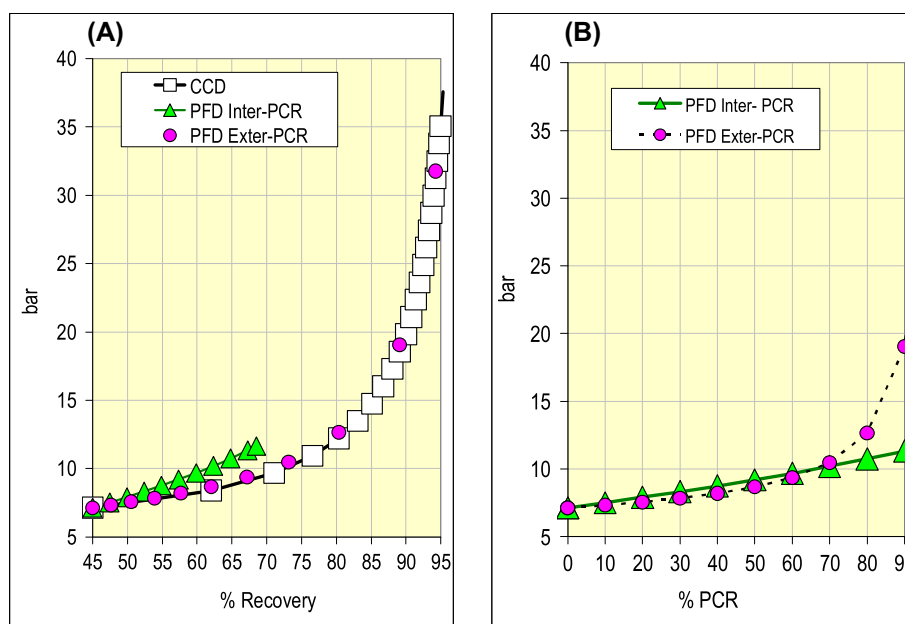 (A)
40
35
30
25
20
15
10
5
bar
CCD
PFD Inter-PCR
PFD Exter-PCR
45 50 55 60 65 70 75 80 85 90 95
% Recovery
(B)
40
35
30
25
20
15
10
5
bar
PFD Inter- PCR
PFD Exter-PCR
0 10 20 30 40 50 60 70 80 90
% PCR